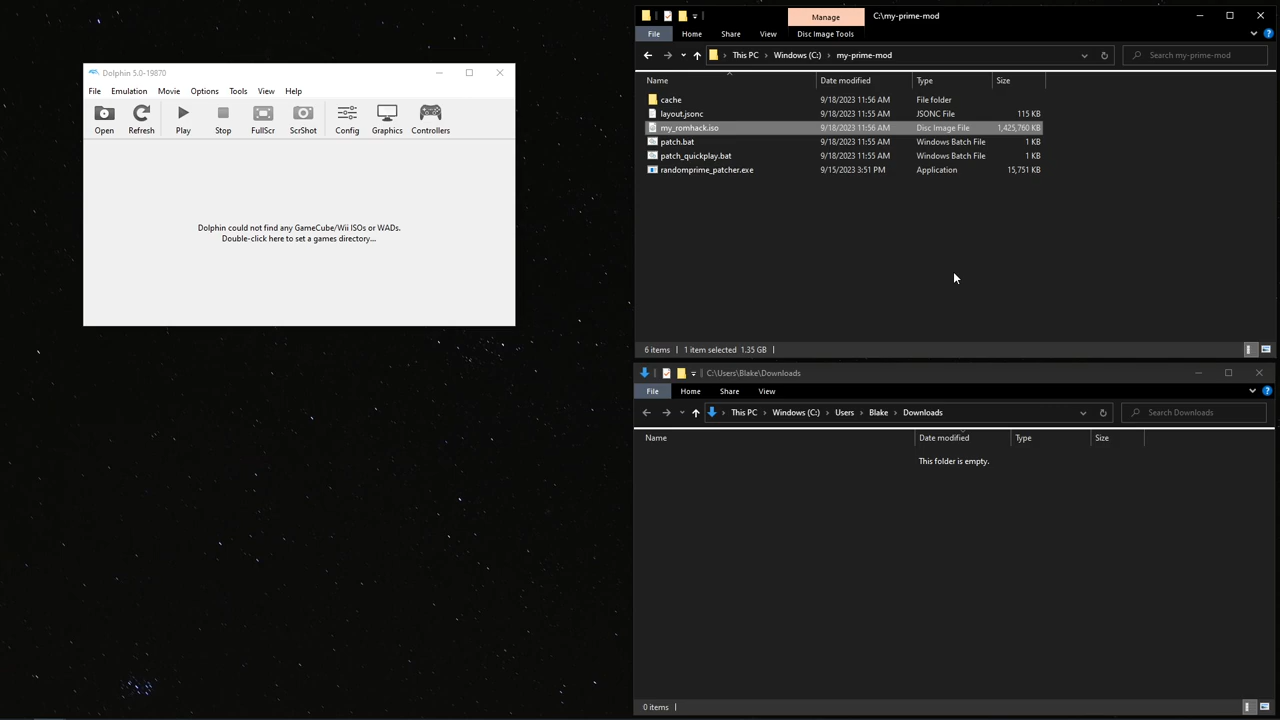 Dolphin 5.0-19870
File Emulation Movie Options Tools View Help
Open Refresh Play Stop FullScr ScrShot Config Graphics Controllers
Dolphin could not find any GameCube/Wii ISOs or WADs.
Double-click here to set a games directory...
Manage C:\my-prime-mod
File Home Share View Disc Image Tools
This PC Windows (C:) my-prime-mod Search my-prime-mod
Name Date modified Type Size
cache 9/18/2023 11:56 AM File folder
layout.jsonc 9/18/2023 11:55 AM JSONC File 115 KB
my_romhack.iso 9/18/2023 11:56 AM Disc Image File 1,425,760 KB
patch.bat 9/18/2023 11:55 AM Windows Batch File 1 KB
patch_quickplay.bat 9/18/2023 11:55 AM Windows Batch File 1 KB
randomprime_patcher.exe 9/15/2023 3:51 PM Application 15,751 KB
6 items 1 item selected 1.35 GB
C:\Users\Blake\Downloads
File Home Share View
This PC Windows (C:) Users Blake Downloads Search Downloads
Name Date modified Type Size
This folder is empty.
0 items